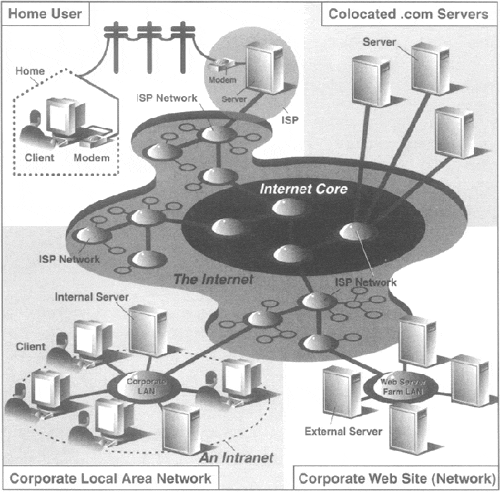 Home User
Colocated .com Servers
Server
Home
Modem
Server
ISP Network
ISP
Client
Modem
Internet Core
ISP Network
The Internet
ISP Network
Internal Server
Client
Corporate
LAN
Web Server
Farm LAN
External Server
An Intranet
Corporate Local Area Network
Corporate Web Site (Network)